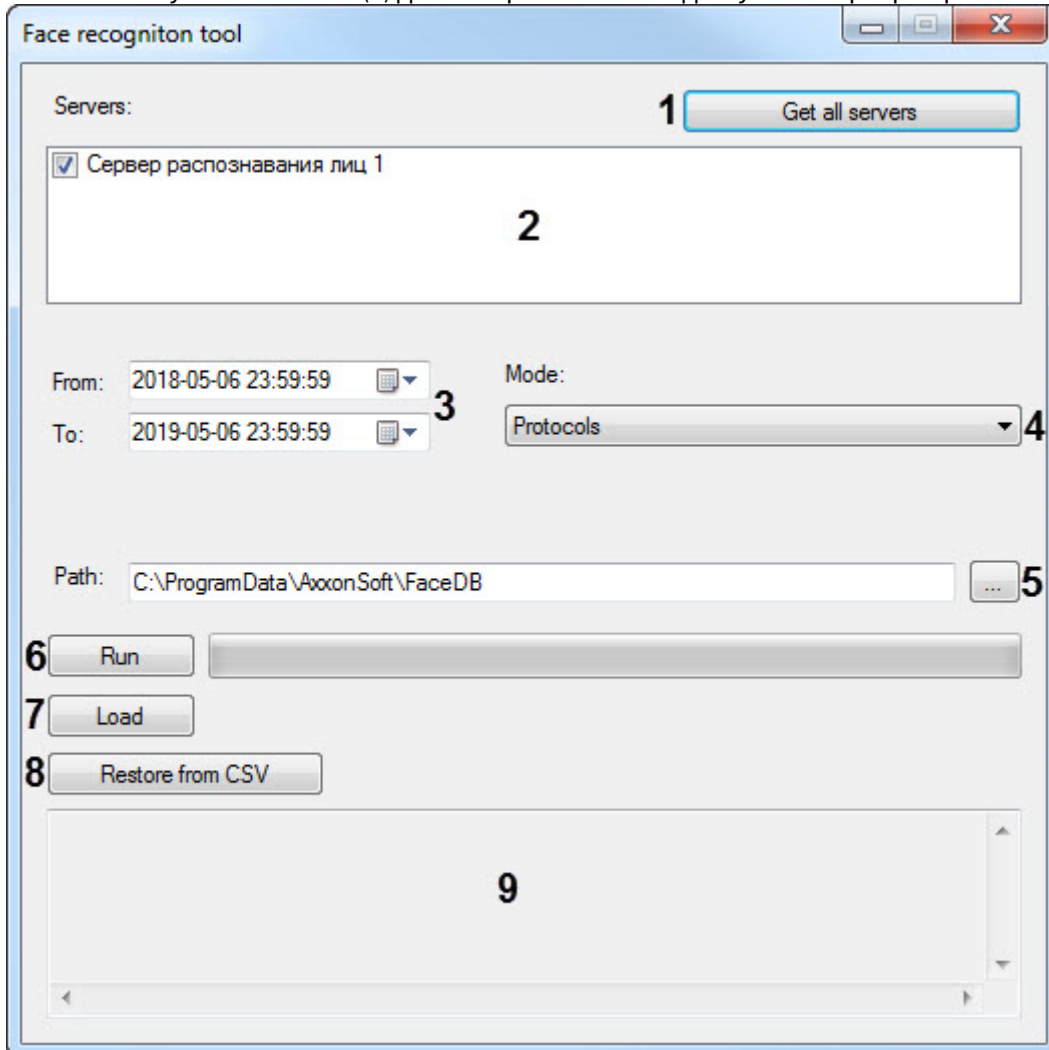 Face recogniton tool
Servers:
1 Get all servers
Сервер распознавания лиц 1
2
From: 2018-05-06 23:59:59
Mode:
3
To: 2019-05-06 23:59:59
Protocols 4
Path: C:\ProgramData\AxxonSoft\FaceDB ... 5
6 Run
7 Load
8 Restore from CSV
9